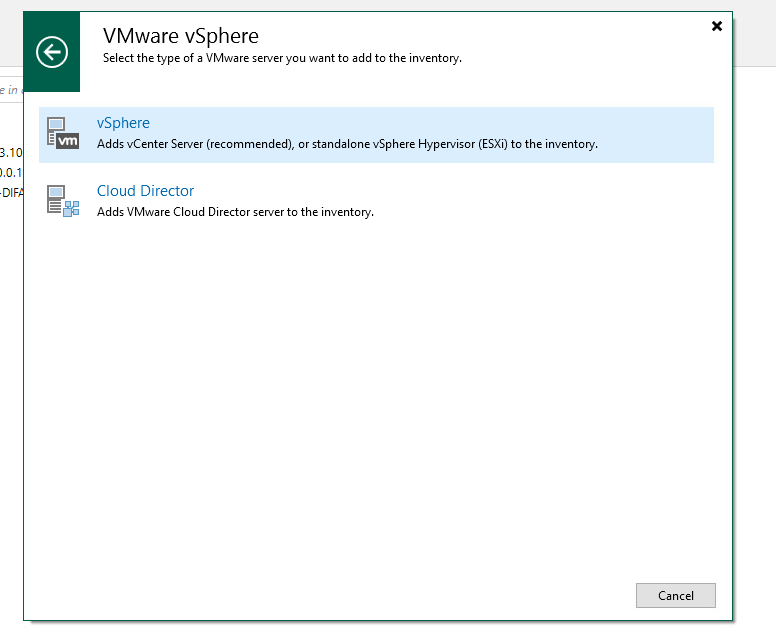 VMware vSphere
Select the type of a VMware server you want to add to the inventory.
e in
3.10
0.0.1
-DIFA
vSphere
Adds vCenter Server (recommended), or standalone vSphere Hypervisor (ESXi) to the inventory.
vm
Cloud Director
Adds VMware Cloud Director server to the inventory.
Cancel